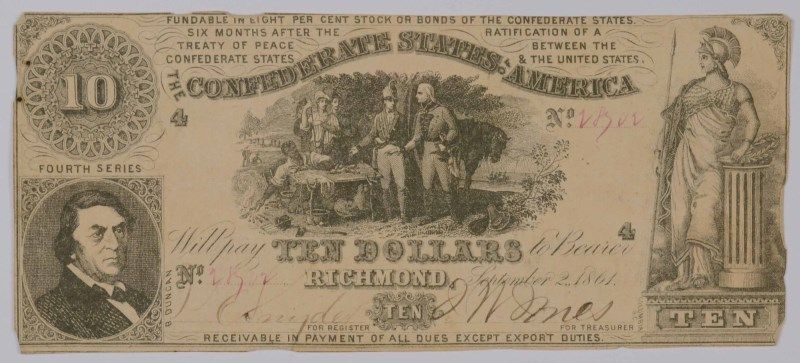 FUNDABLE IN EIGHT PER CENT STOCK OR BONDS OF THE CONFEDERATE STATES.
SIX MONTHS AFTER THE RATIFICATION OF A
TREATY OF PEACE BETWEEN THE
CONFEDERATE STATES & THE UNITED STATES.
THE CONFEDERATE STATES OF AMERICA
10
4
No.
FOURTH SERIES
4
Will pay TEN DOLLARS to Bearer
No.
RICHMOND, September 2, 1861.
B DUNCAN
TEN
FOR REGISTER
FOR TREASURER
TEN
RECEIVABLE IN PAYMENT OF ALL DUES EXCEPT EXPORT DUTIES.